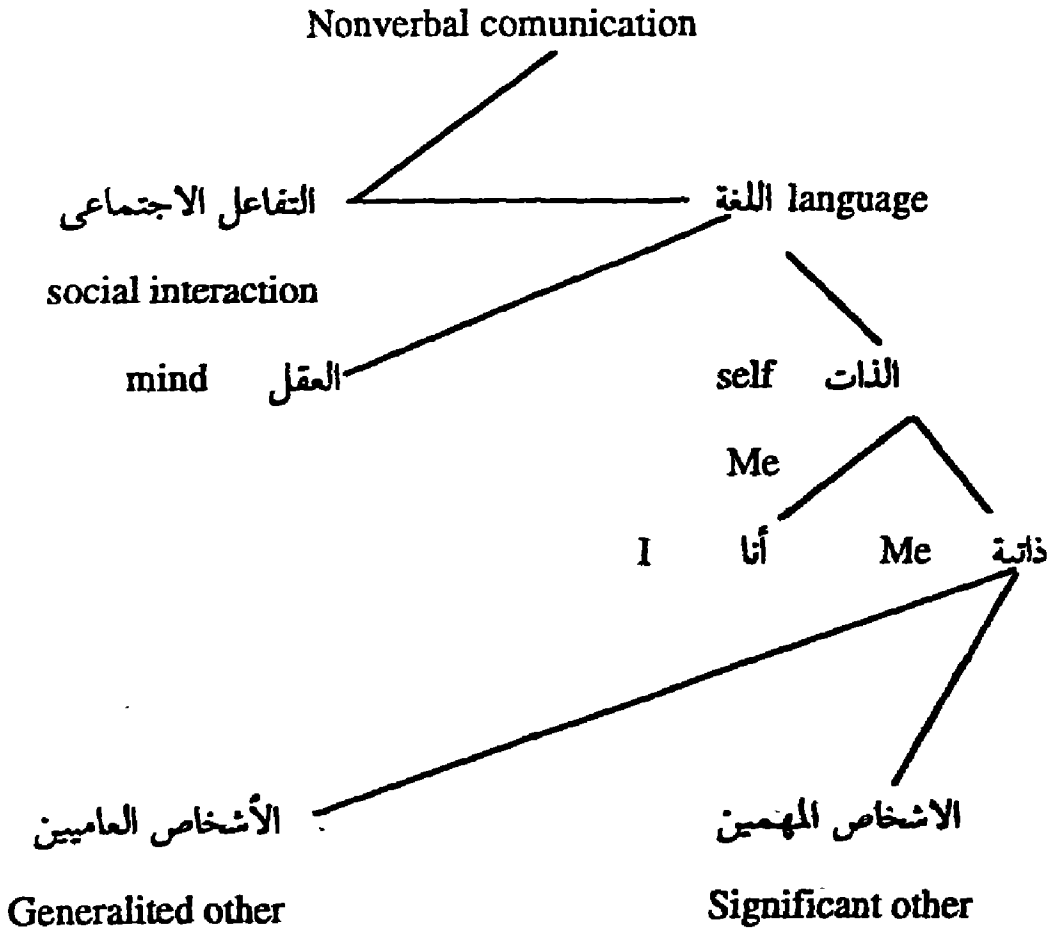 Nonverbal comunication
التفاعل الاجتماعى
اللغة language
social interaction
mind العقل
self الذات
Me
I أنا Me ذاتية
الأشخاص العاميين
الاشخاص المهمين
Generalited other
Significant other